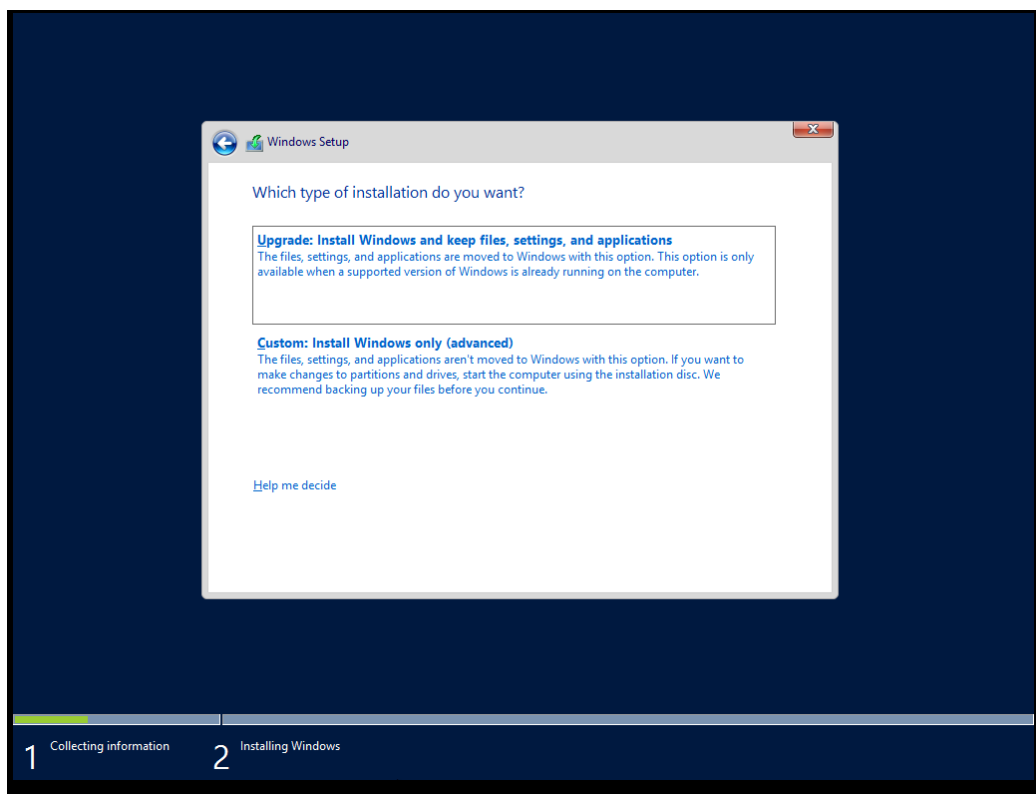 Windows Setup
Which type of installation do you want?
Upgrade: Install Windows and keep files, settings, and applications
The files, settings, and applications are moved to Windows with this option. This option is only
available when a supported version of Windows is already running on the computer.
Custom: Install Windows only (advanced)
The files, settings, and applications aren't moved to Windows with this option. If you want to
make changes to partitions and drives, start the computer using the installation disc. We
recommend backing up your files before you continue.
Help me decide
1 Collecting information 2 Installing Windows